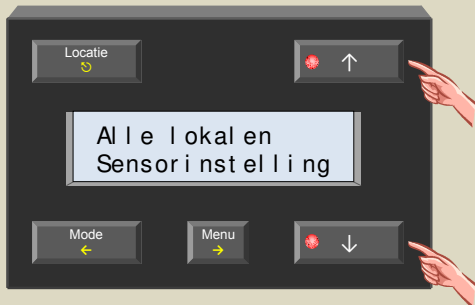 Locatie
Alle lokalen
Sensorinstelling
Mode
Menu